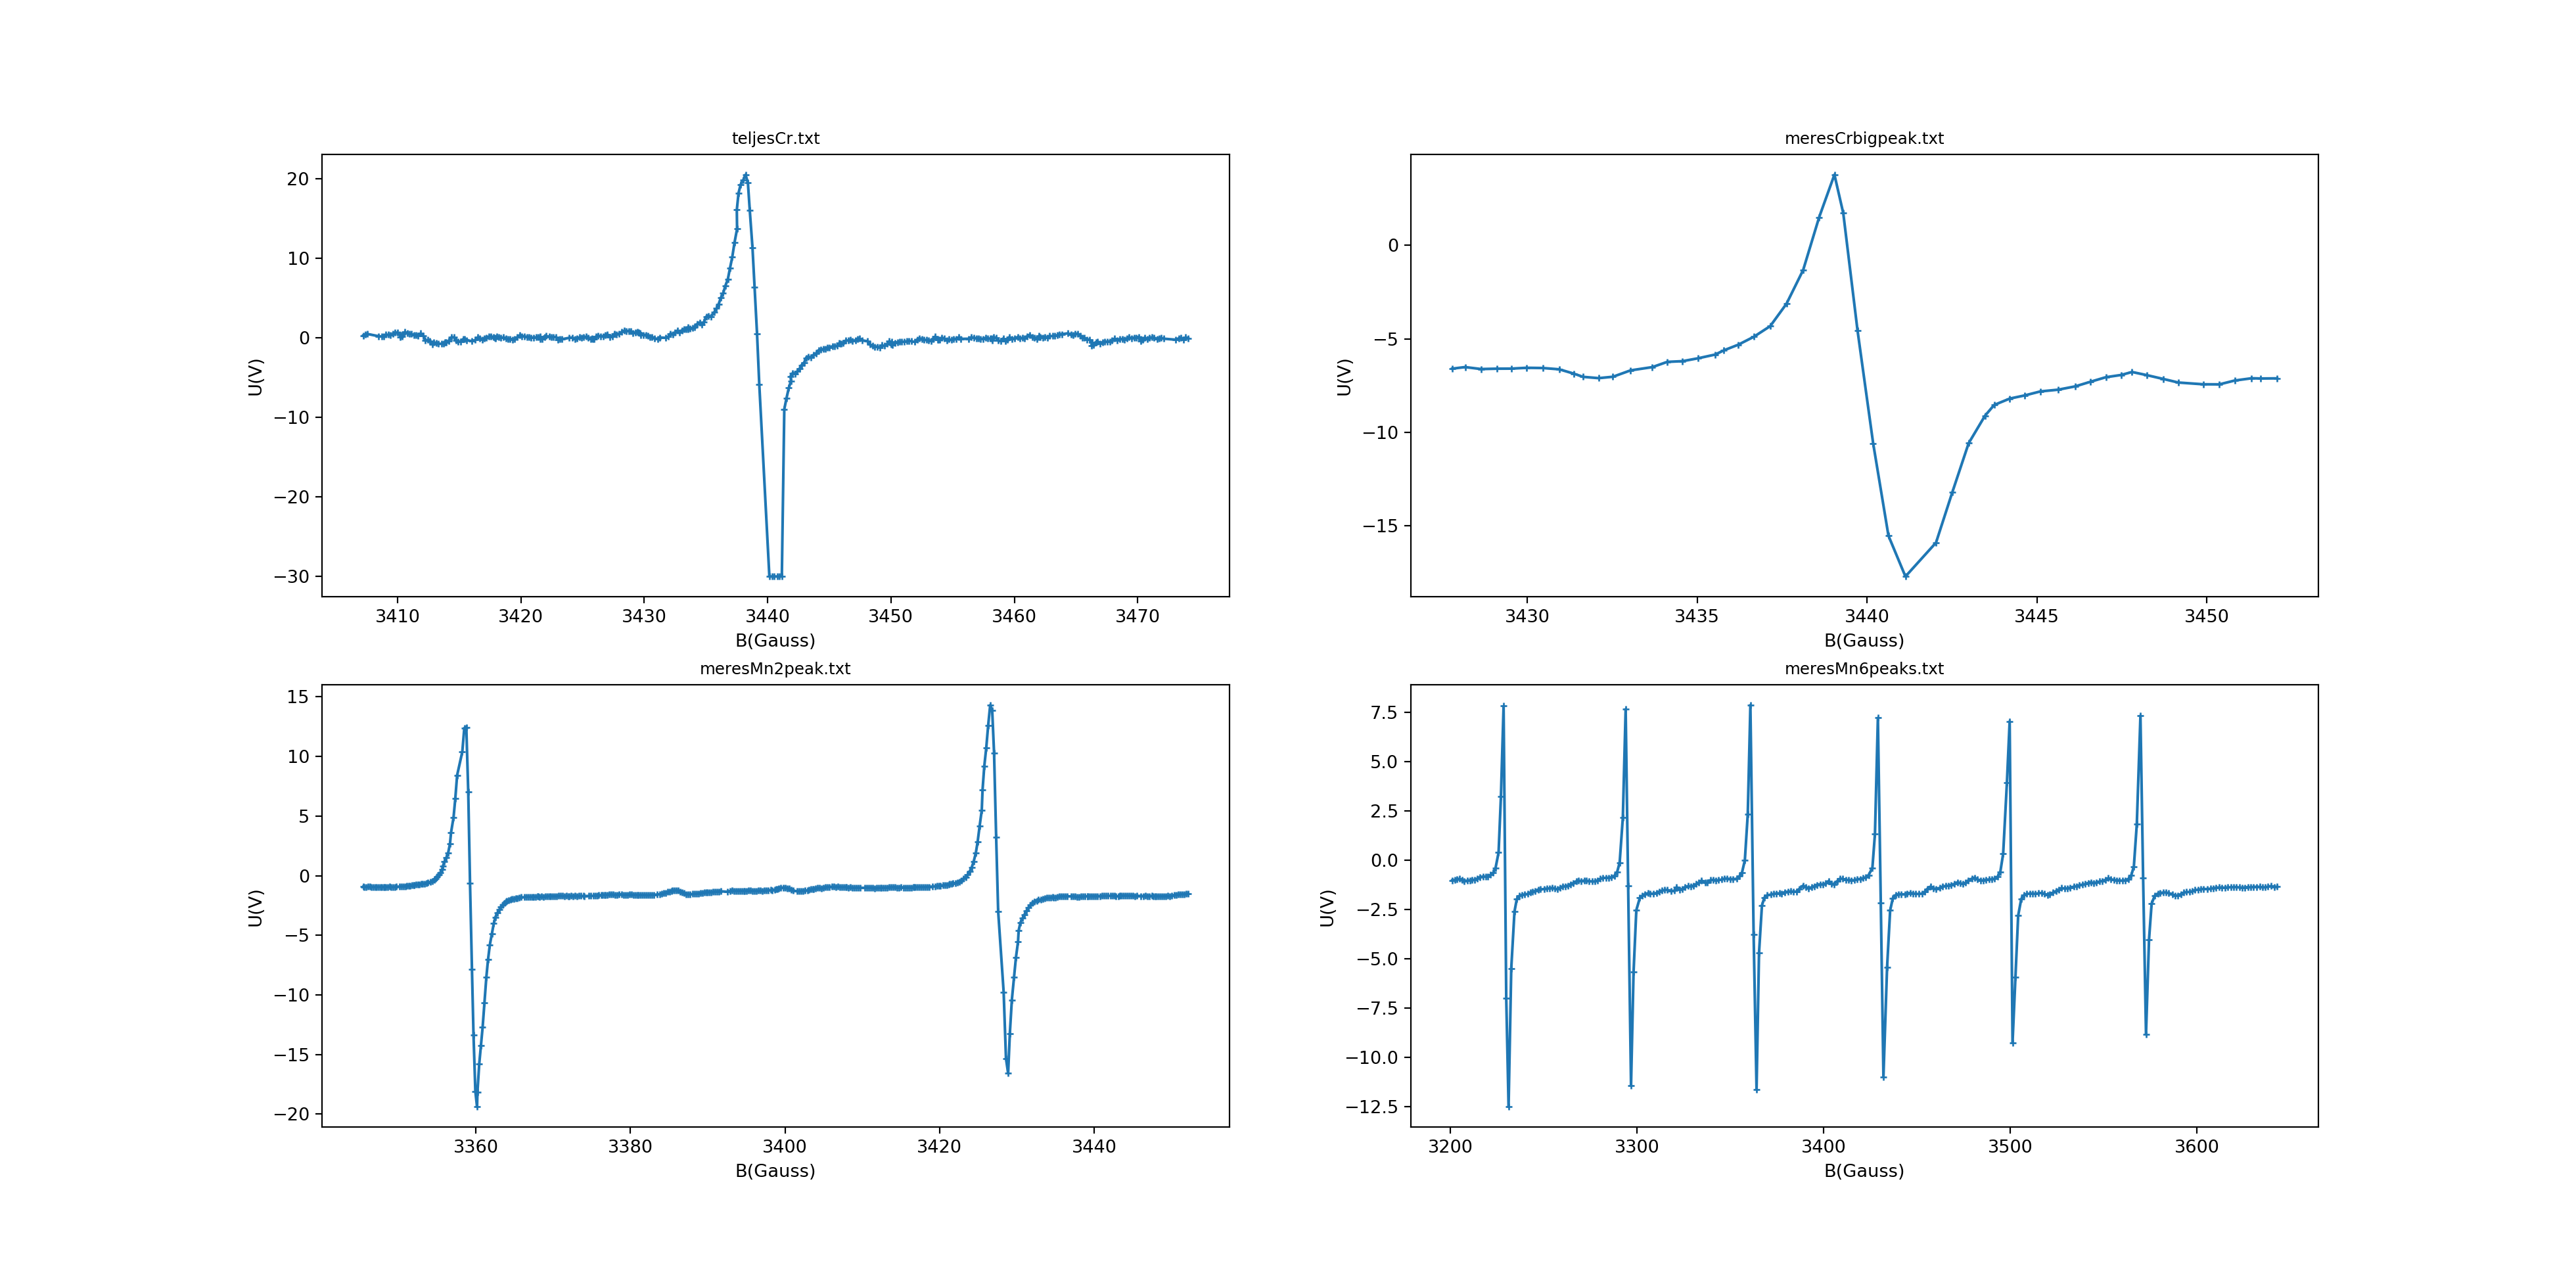 teljesCr.txt
20
10
0
−10
−20
−30
U(V)
3410 3420 3430 3440 3450 3460 3470
B(Gauss)
meresCrbigpeak.txt
0
−5
−10
−15
U(V)
3430 3435 3440 3445 3450
B(Gauss)
meresMn2peak.txt
15
10
5
0
−5
−10
−15
−20
U(V)
3360 3380 3400 3420 3440
B(Gauss)
meresMn6peaks.txt
7.5
5.0
2.5
0.0
−2.5
−5.0
−7.5
−10.0
−12.5
U(V)
3200 3300 3400 3500 3600
B(Gauss)